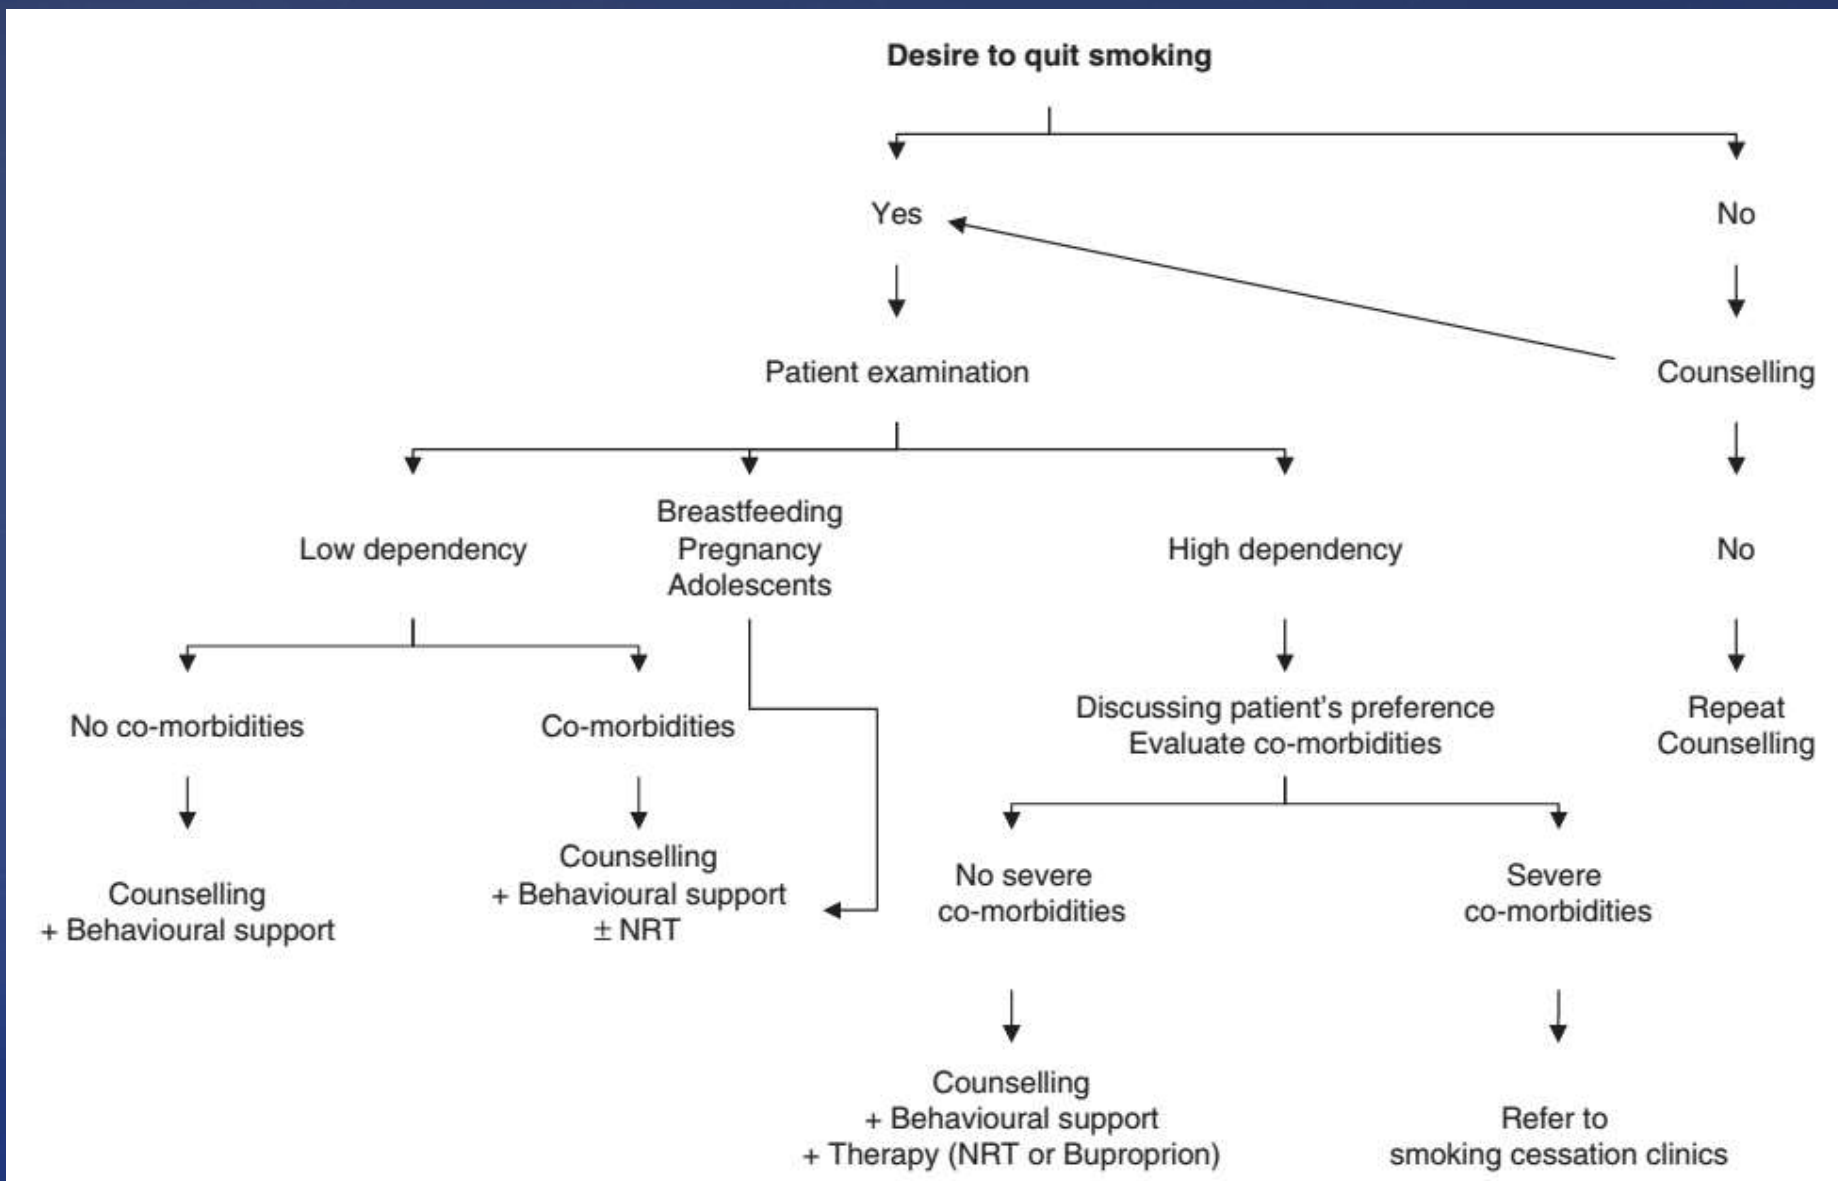 Desire to quit smoking
Yes
No
Patient examination
Counselling
Low dependency
Breastfeeding
Pregnancy
Adolescents
High dependency
No
No co-morbidities
Co-morbidities
Discussing patient's preference
Evaluate co-morbidities
Repeat
Counselling
Counselling
+ Behavioural support
Counselling
+ Behavioural support
± NRT
No severe
co-morbidities
Severe
co-morbidities
Counselling
+ Behavioural support
+ Therapy (NRT or Buproprion)
Refer to
smoking cessation clinics